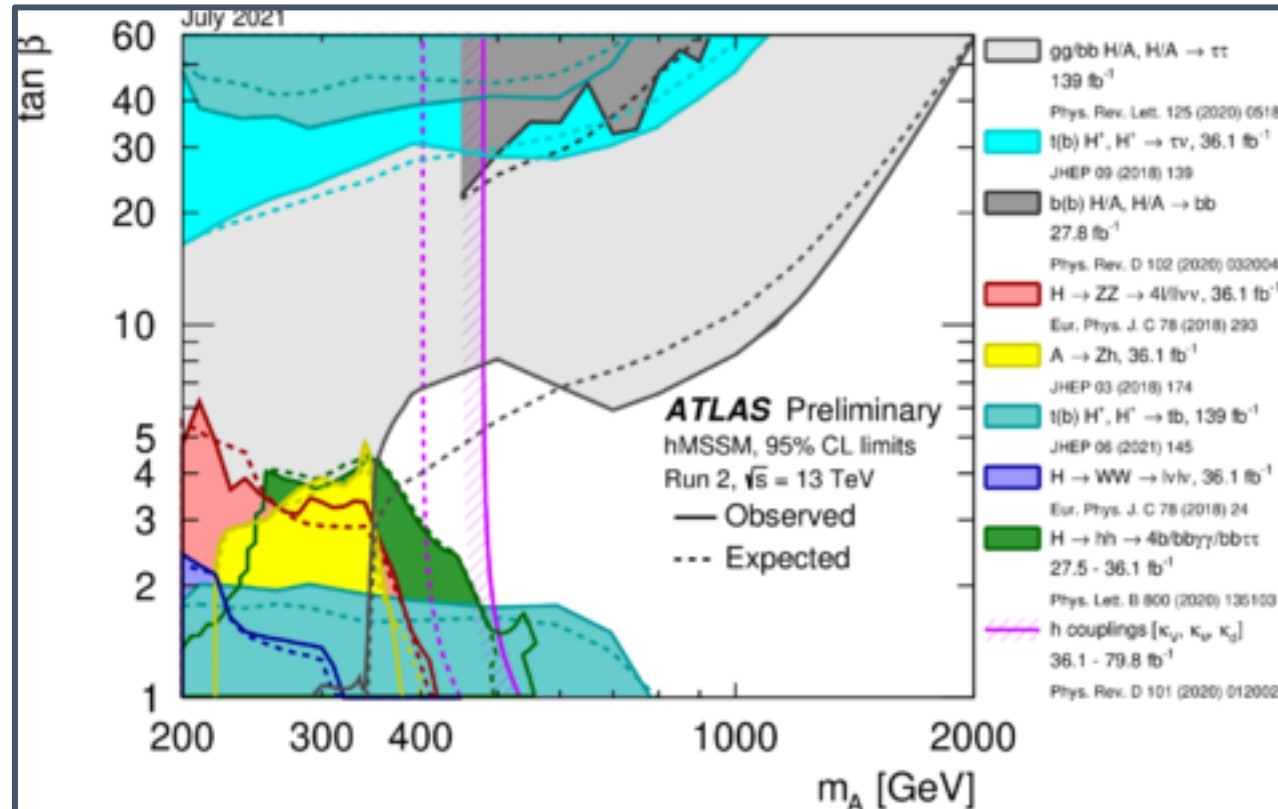 July 2021
tan β
60
40
30
20
10
5
4
3
2
1
200
300
400
1000
2000
m_A [GeV]
ATLAS Preliminary
hMSSM, 95% CL limits
Run 2, √s = 13 TeV
Observed
Expected
gg/bb H/A, H/A → ττ
139 fb⁻¹
Phys. Rev. Lett. 125 (2020) 0518
t(b) H⁺, H⁺ → τν, 36.1 fb⁻¹
JHEP 09 (2018) 139
b(b) H/A, H/A → bb
27.8 fb⁻¹
Phys. Rev. D 102 (2020) 032004
H → ZZ → 4l/llνν, 36.1 fb⁻¹
Eur. Phys. J. C 78 (2018) 293
A → Zh, 36.1 fb⁻¹
JHEP 03 (2018) 174
t(b) H⁺, H⁺ → tb, 139 fb⁻¹
JHEP 06 (2021) 145
H → WW → lνlν, 36.1 fb⁻¹
Eur. Phys. J. C 78 (2018) 24
H → hh → 4b/bbγγ/bbττ
27.5 - 36.1 fb⁻¹
Phys. Lett. B 800 (2020) 135103
h couplings [κ_V, κ_u, κ_d]
36.1 - 79.8 fb⁻¹
Phys. Rev. D 101 (2020) 012002